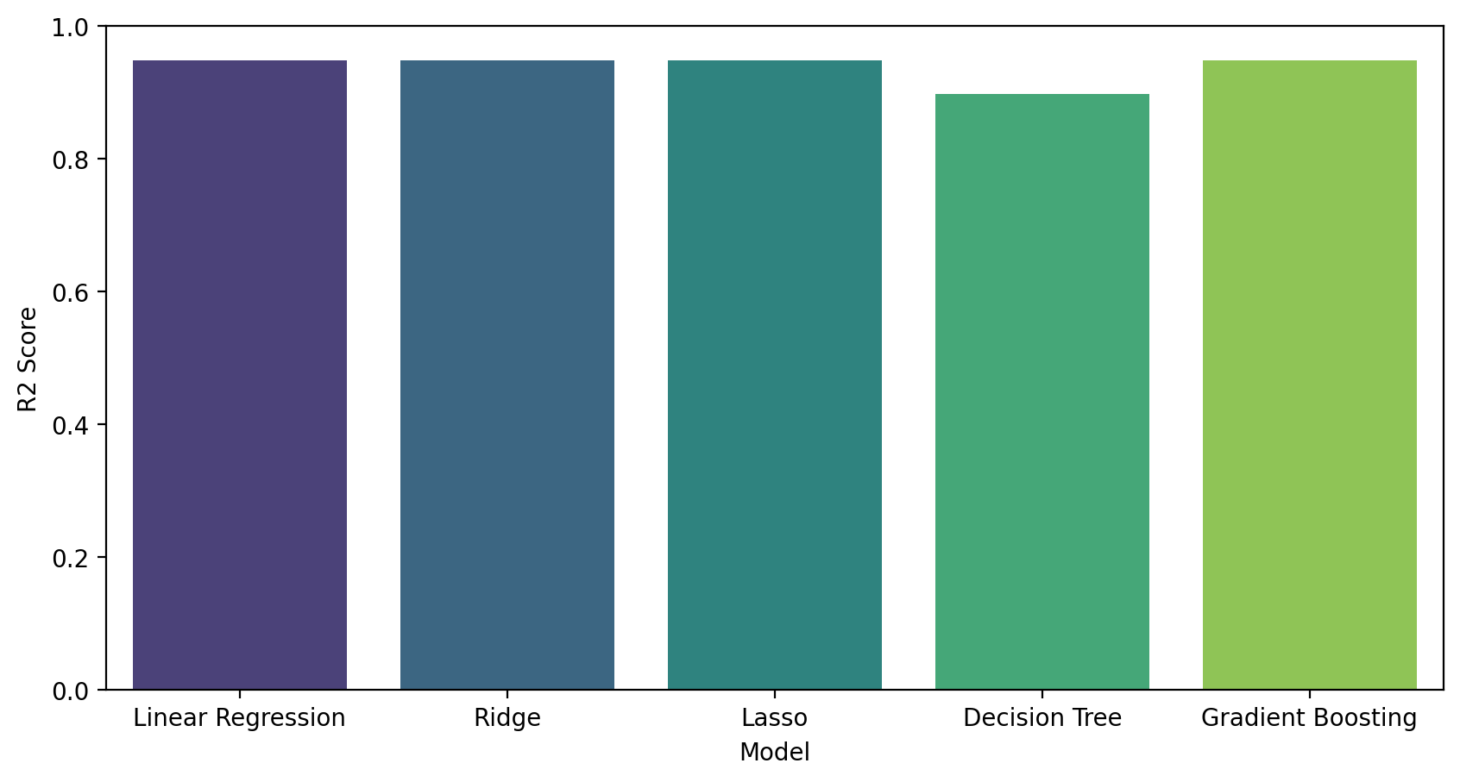 1.0
0.8
0.6
0.4
0.2
0.0
R2 Score
Linear Regression
Ridge
Lasso
Decision Tree
Gradient Boosting
Model